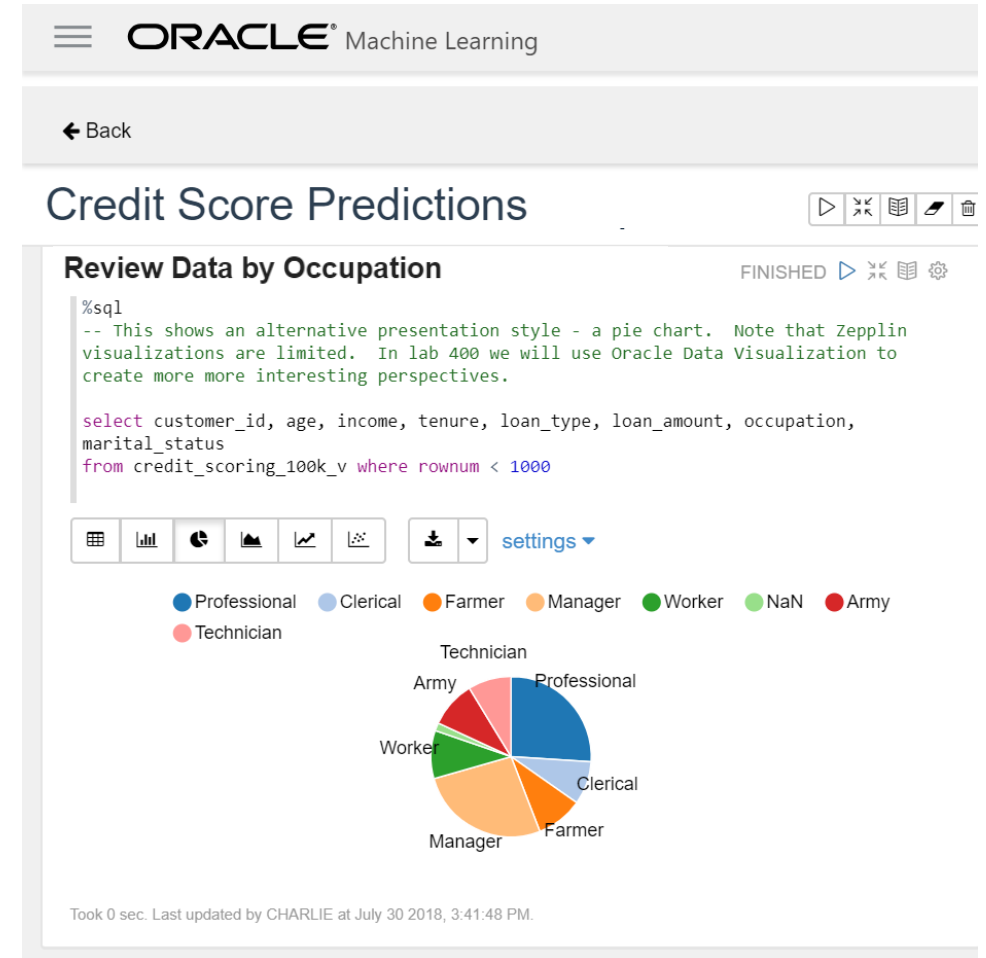 ORACLE® Machine Learning
Back
Credit Score Predictions
Review Data by Occupation
FINISHED
%sql
-- This shows an alternative presentation style - a pie chart.  Note that Zepplin
visualizations are limited.  In lab 400 we will use Oracle Data Visualization to
create more more interesting perspectives.
select customer_id, age, income, tenure, loan_type, loan_amount, occupation,
marital_status
from credit_scoring_100k_v where rownum < 1000
settings
Professional Clerical Farmer Manager Worker NaN Army
Technician
Technician
Army
Professional
Worker
Clerical
Farmer
Manager
Took 0 sec. Last updated by CHARLIE at July 30 2018, 3:41:48 PM.